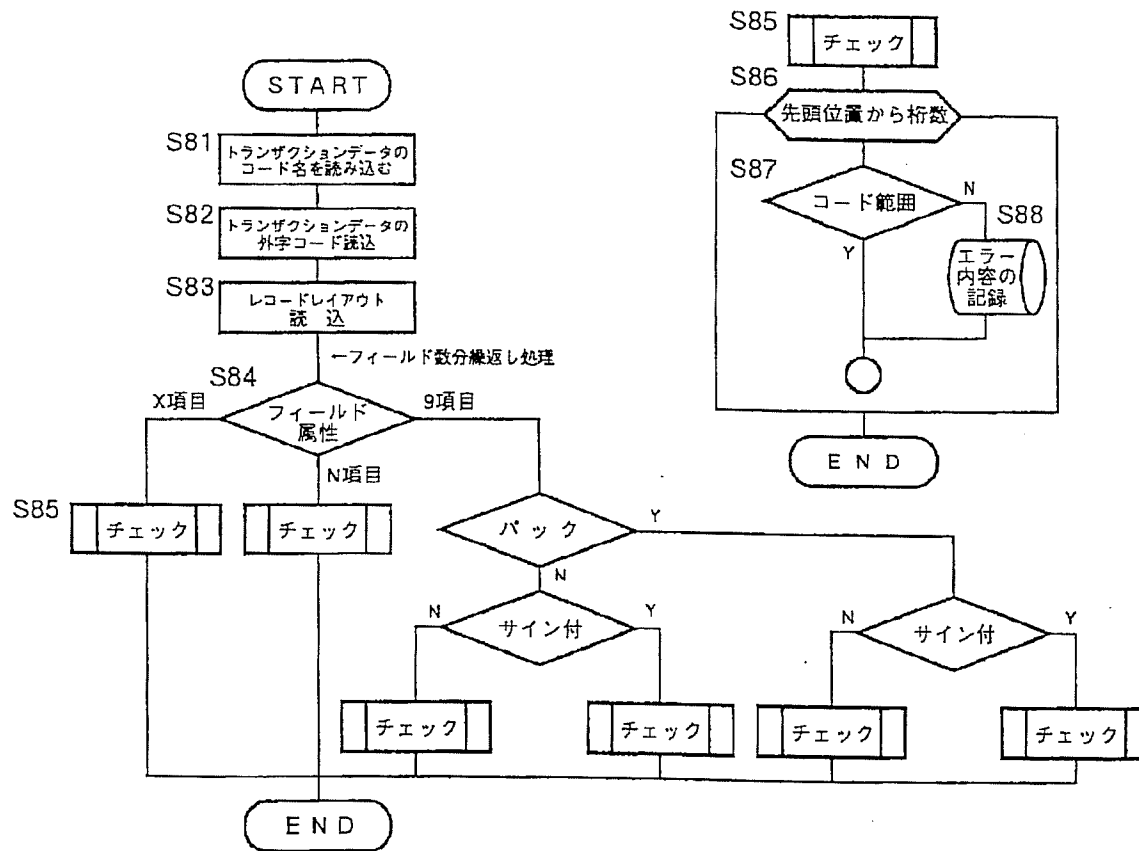 START
S81
トランザクションデータの
コード名を読み込む
S82
トランザクションデータの
外字コード読込
S83
レコードレイアウト
読 込
←フィールド数分繰返し処理
S84
X項目
フィールド
属性
9項目
N項目
S85
チェック
チェック
パ ッ ク
Y
N
N
サイン付
Y
N
サイン付
Y
チェック
チェック
チェック
チェック
END
S85
チェック
S86
先頭位置から桁数
S87
コード範囲
N
Y
S88
エラー
内容の
記録
END